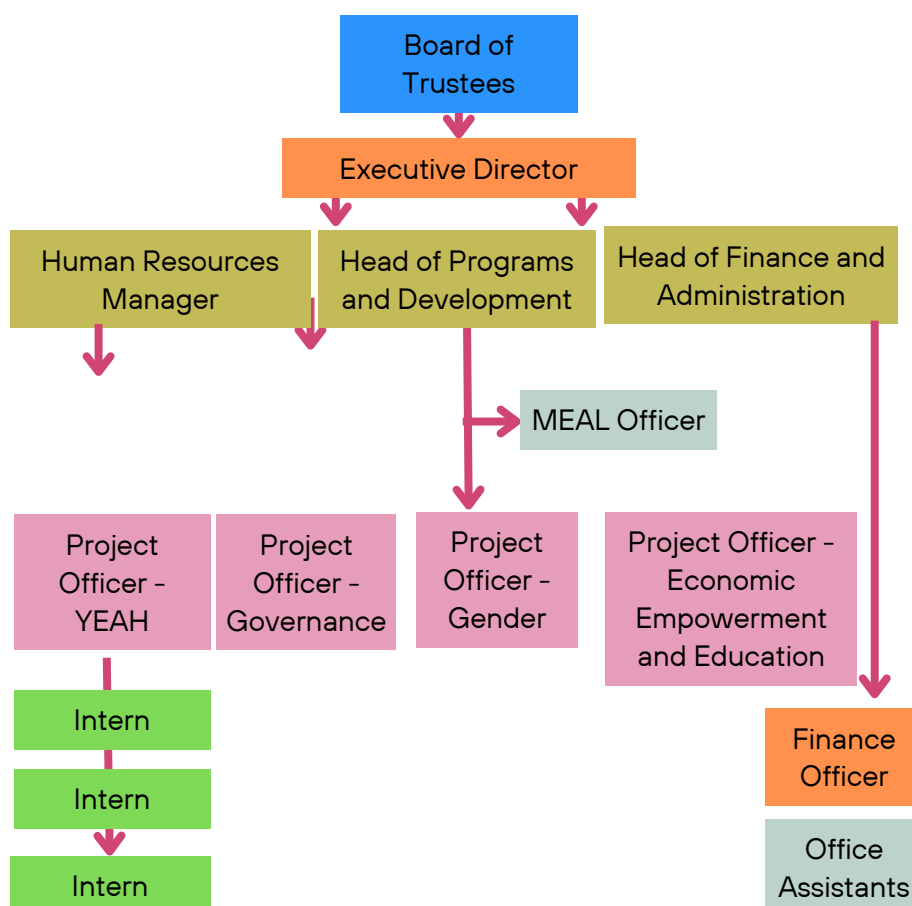 Board of
Trustees
Executive Director
Human Resources
Manager
Head of Programs
and Development
Head of Finance and
Administration
MEAL Officer
Project
Officer -
YEAH
Project
Officer -
Governance
Project
Officer -
Gender
Project Officer -
Economic
Empowerment
and Education
Intern
Intern
Intern
Finance
Officer
Office
Assistants